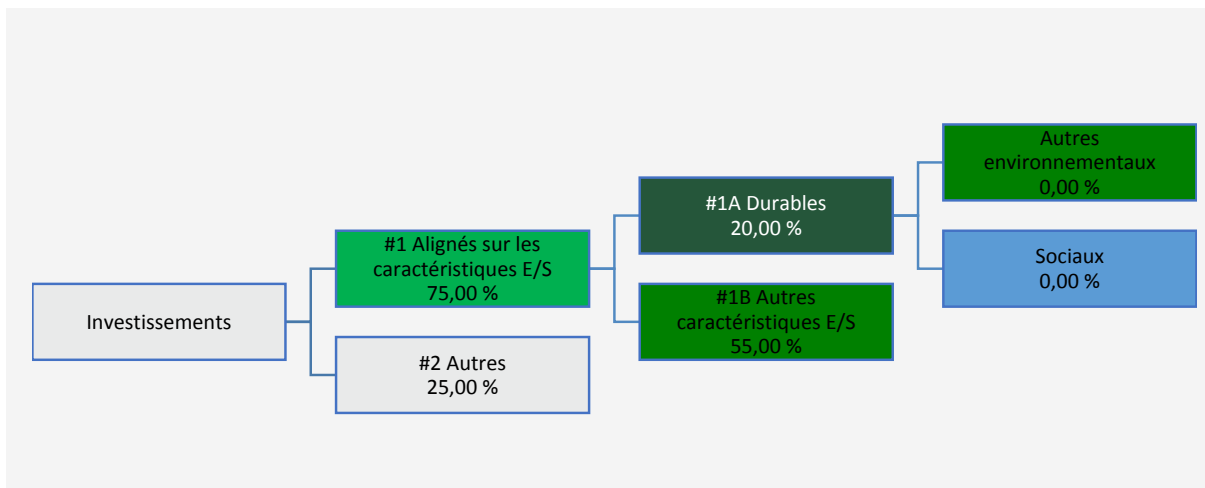 Investissements
#1 Alignés sur les
caractéristiques E/S
75,00 %
#2 Autres
25,00 %
#1A Durables
20,00 %
#1B Autres
caractéristiques E/S
55,00 %
Autres
environnementaux
0,00 %
Sociaux
0,00 %